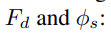 F_d and ϕ_s: